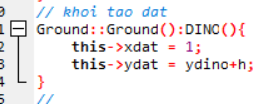 // khoi tao dat
Ground::Ground():DINO(){
this->xdat = 1;
this->ydat = ydino+h;
}
//